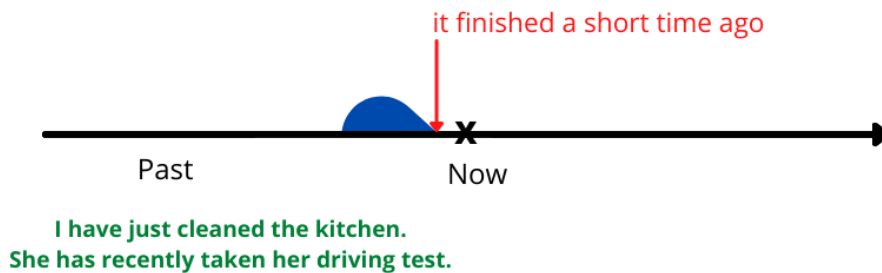 it finished a short time ago
x
Past
Now
I have just cleaned the kitchen.
She has recently taken her driving test.